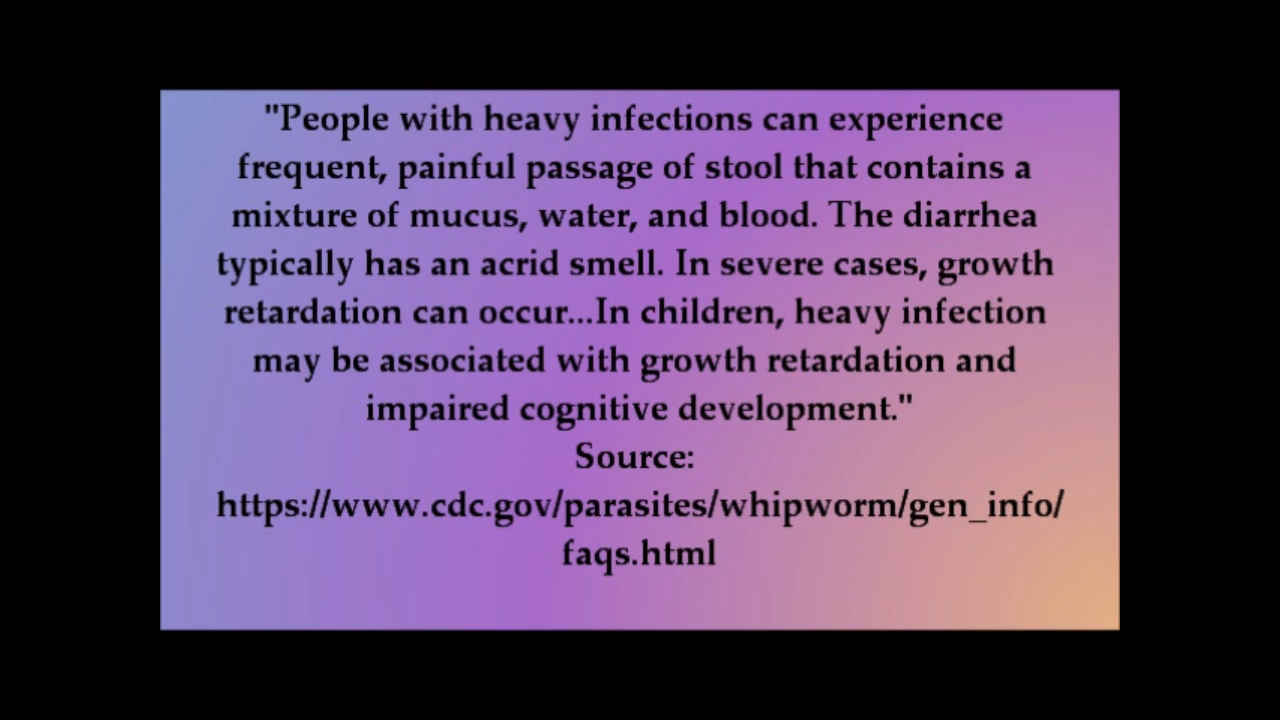 "People with heavy infections can experience
frequent, painful passage of stool that contains a
mixture of mucus, water, and blood. The diarrhea
typically has an acrid smell. In severe cases, growth
retardation can occur...In children, heavy infection
may be associated with growth retardation and
impaired cognitive development."
Source:
https://www.cdc.gov/parasites/whipworm/gen_info/
faqs.html